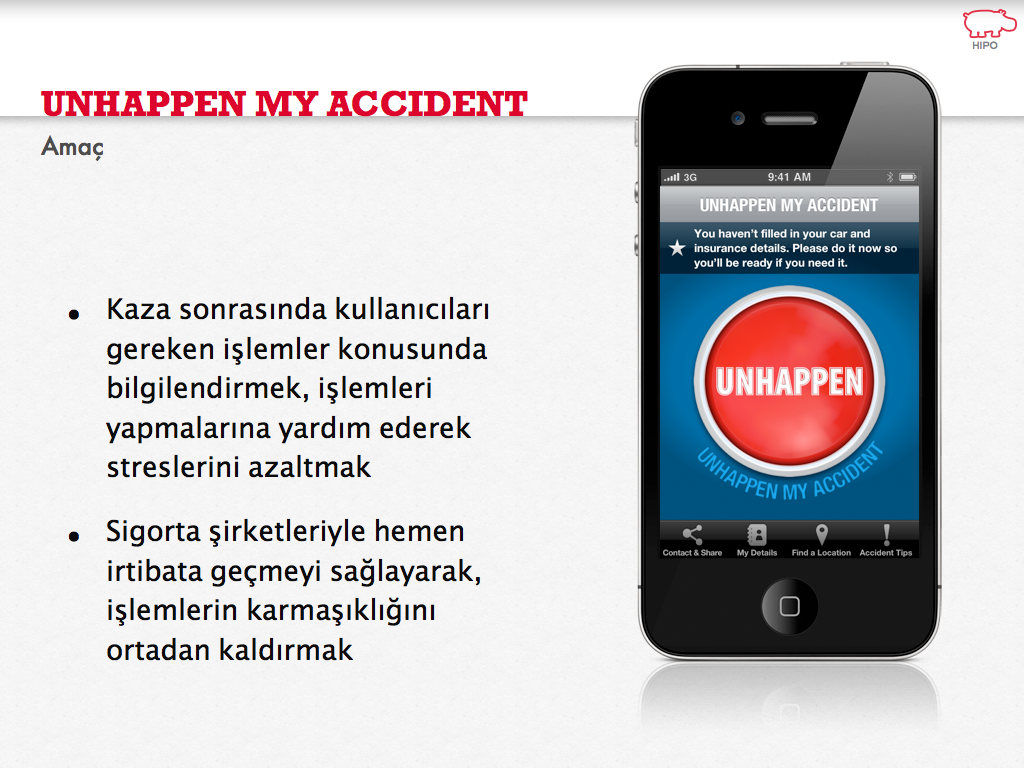 HIPO
UNHAPPEN MY ACCIDENT
Amaç
Kaza sonrasında kullanıcıları
gereken işlemler konusunda
bilgilendirmek, işlemleri
yapmalarına yardım ederek
streslerini azaltmak
Sigorta şirketleriyle hemen
irtibata geçmeyi sağlayarak,
işlemlerin karmaşıklığını
ortadan kaldırmak
3G 9:41 AM
UNHAPPEN MY ACCIDENT
You haven't filled in your car and
insurance details. Please do it now so
you'll be ready if you need it.
UNHAPPEN
UNHAPPEN MY ACCIDENT
Contact & Share My Details Find a Location Accident Tips